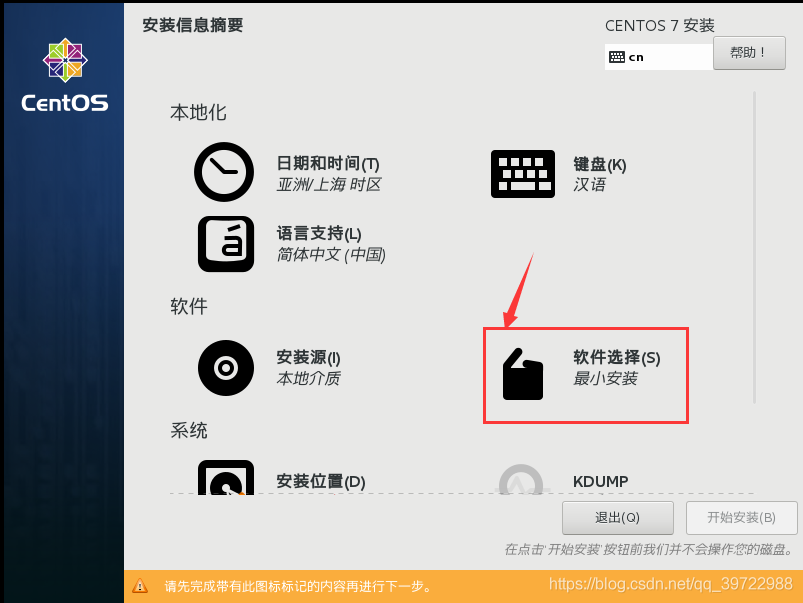 CentOS
安装信息摘要
CENTOS 7 安装
cn
帮助！
本地化
日期和时间(T)
亚洲/上海 时区
键盘(K)
汉语
语言支持(L)
简体中文 (中国)
软件
安装源(I)
本地介质
软件选择(S)
最小安装
系统
安装位置(D)
KDUMP
退出(Q)
开始安装(B)
在点击'开始安装'按钮前我们并不会操作您的磁盘。
请先完成带有此图标标记的内容再进行下一步。
https://blog.csdn.net/qq_39722988